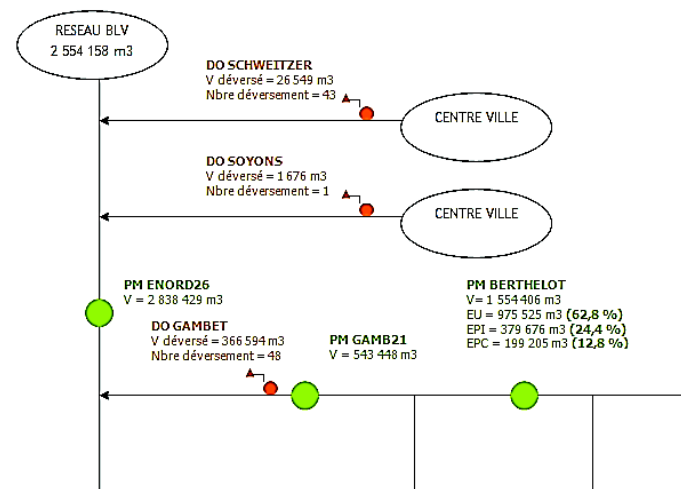 RESEAU BLV
2 554 158 m3
DO SCHWEITZER
V déversé = 26 549 m3
Nbre déversement = 43
CENTRE VILLE
DO SOYONS
V déversé = 1 676 m3
Nbre déversement = 1
CENTRE VILLE
PM ENORD26
V = 2 838 429 m3
PM BERTHELOT
V= 1 554 406 m3
EU = 975 525 m3 (62,8 %)
EPI = 379 676 m3 (24,4 %)
EPC = 199 205 m3 (12,8 %)
DO GAMBET
V déversé = 366 594 m3
Nbre déversement = 48
PM GAMB21
V = 543 448 m3